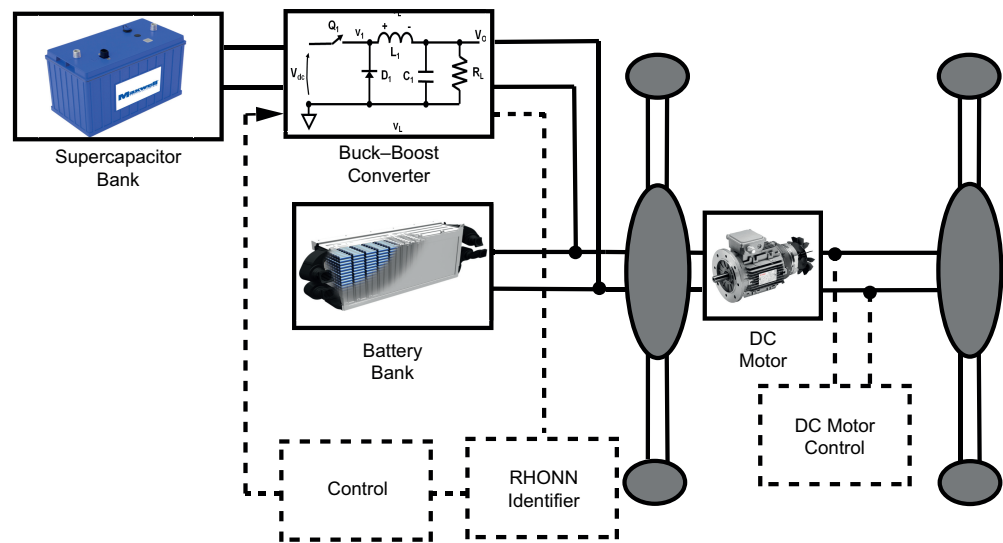 MAXWELL
Supercapacitor
Bank
Q1
V1
+
-
L1
VO
Vdc
D1
C1
RL
VL
Buck–Boost
Converter
Battery
Bank
DC
Motor
DC Motor
Control
Control
RHONN
Identifier